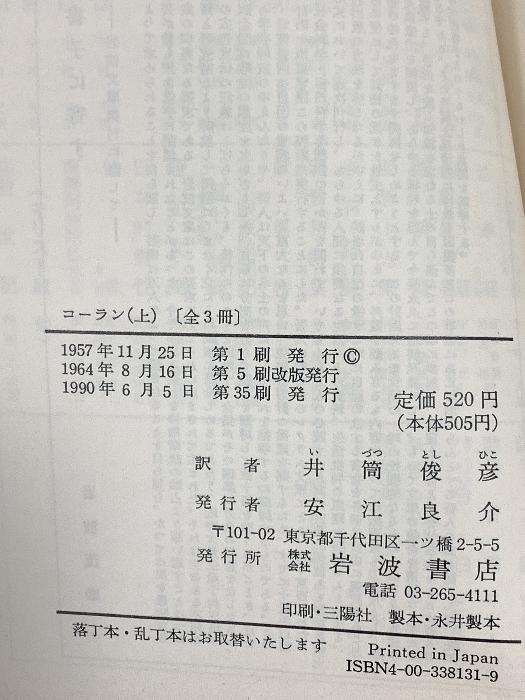 コーラン(上)〔全3冊〕
1957年11月25日 第1刷発行©
1964年8月16日 第5刷改版発行
1990年6月5日 第35刷発行
定価520円
(本体505円)
い づつ とし ひこ
訳者 井筒俊彦
発行者 安江良介
〒101-02 東京都千代田区一ツ橋2-5-5
発行所 株式会社 岩波書店
電話 03-265-4111
印刷・三陽社 製本・永井製本
落丁本・乱丁本はお取替いたします
Printed in Japan
ISBN4-00-338131-9